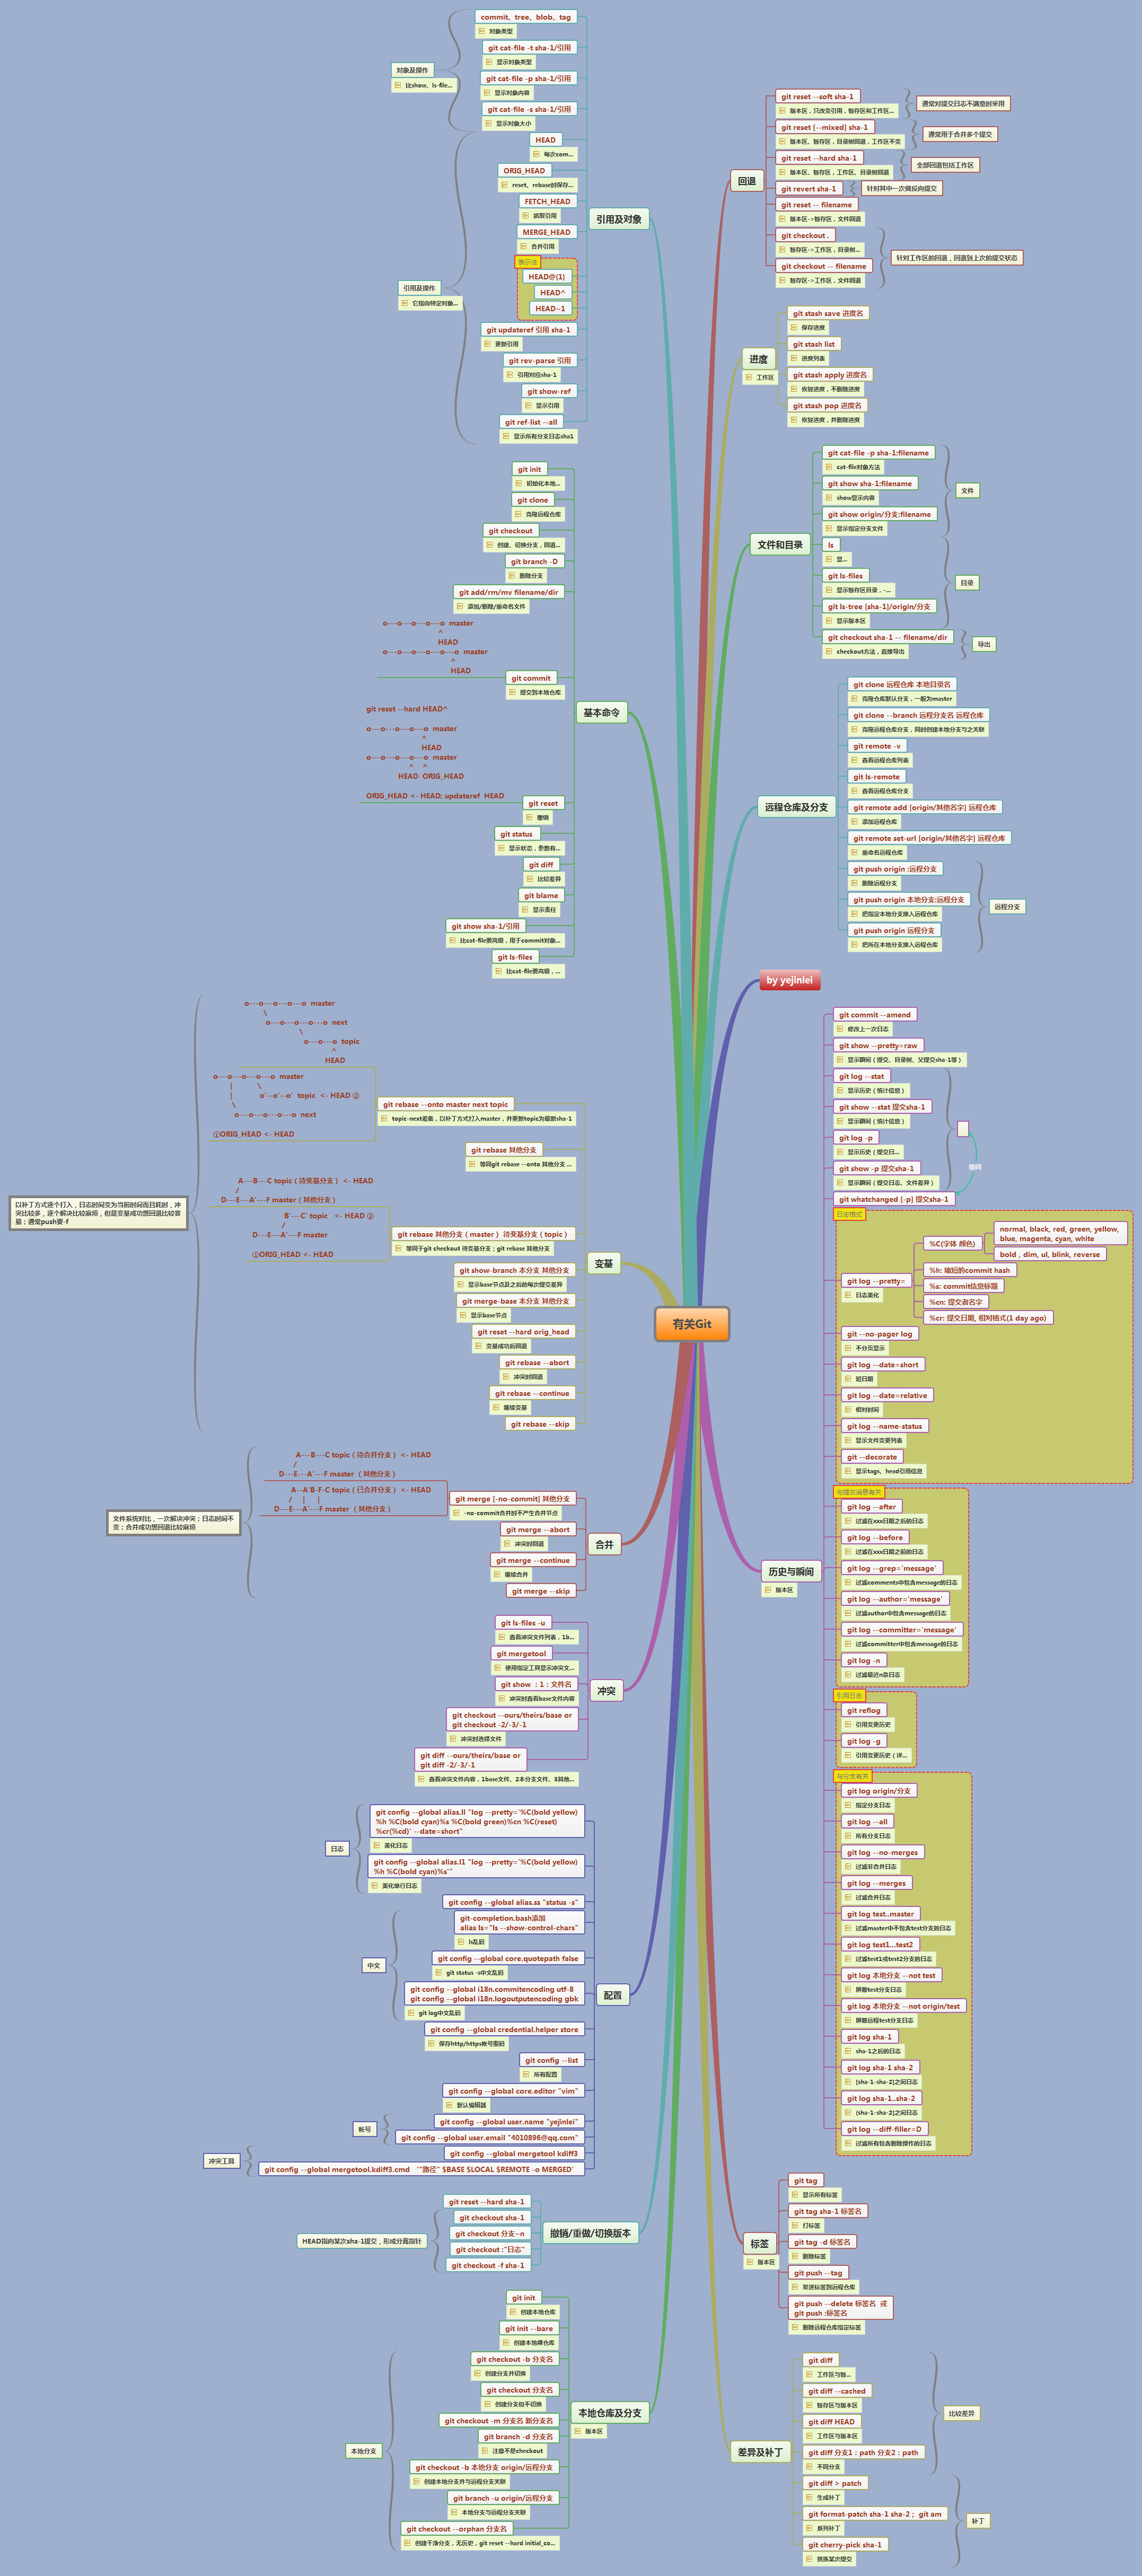 有关Git
by yejinlei
回退
git reset --soft sha-1
版本区，只改变引用，暂存区和工作区...
通常对提交日志不满意时采用
git reset [--mixed] sha-1
版本区、暂存区，目录树回退，工作区不变
通常用于合并多个提交
git reset --hard sha-1
版本区、暂存区，工作区、目录树回退
全部回退包括工作区
git revert sha-1
针对其中一次做反向提交
git reset -- filename
版本区->暂存区，文件回退
git checkout .
暂存区->工作区，目录树...
git checkout -- filename
暂存区->工作区，文件回退
针对工作区的回退，回退到上次的提交状态
进度
工作区
git stash save 进度名
保存进度
git stash list
进度列表
git stash apply 进度名
恢复进度，不删除进度
git stash pop 进度名
恢复进度，并删除进度
文件和目录
git cat-file -p sha-1:filename
cat-file对象方法
git show sha-1:filename
show显示内容
git show origin/分支:filename
显示指定分支文件
文件
ls
显...
git ls-files
显示暂存区目录，-...
git ls-tree [sha-1]/origin/分支
显示版本区
目录
git checkout sha-1 -- filename/dir
checkout方法，直接导出
导出
远程仓库及分支
git clone 远程仓库 本地目录名
克隆仓库默认分支，一般为master
git clone --branch 远程分支名 远程仓库
克隆远程仓库分支，同时创建本地分支与之关联
git remote -v
查看远程仓库列表
git ls-remote
查看远程仓库分支
git remote add [origin/其他名字] 远程仓库
添加远程仓库
git remote set-url [origin/其他名字] 远程仓库
重命名远程仓库
git push origin :远程分支
删除远程分支
git push origin 本地分支:远程分支
把指定本地分支推入远程仓库
git push origin 远程分支
把所在本地分支推入远程仓库
远程分支
历史与瞬间
版本区
git commit --amend
修改上一次日志
git show --pretty=raw
显示瞬间（提交、目录树、父提交sha-1等）
git log --stat
显示历史（统计信息）
git show --stat 提交sha-1
显示瞬间（统计信息）
git log -p
显示历史（提交日...
git show -p 提交sha-1
显示瞬间（提交日志、文件差异）
git whatchanged [-p] 提交sha-1
等同
日志格式
git log --pretty=
日志美化
%C(字体 颜色)
normal, black, red, green, yellow,
blue, magenta, cyan, white
bold , dim, ul, blink, reverse
%h: 缩短的commit hash
%s: commit信息标题
%cn: 提交者名字
%cr: 提交日期, 相对格式(1 day ago)
git --no-pager log
不分页显示
git log --date=short
短日期
git log --date=relative
相对时间
git log --name-status
显示文件变更列表
git --decorate
显示tags、head引用信息
与提交消息有关
git log --after
过滤在xxx日期之后的日志
git log --before
过滤在xxx日期之前的日志
git log --grep='message'
过滤comments中包含message的日志
git log --author='message'
过滤author中包含message的日志
git log --committer='message'
过滤committer中包含message的日志
git log -n
过滤最近n条日志
引用日志
git reflog
引用变更历史
git log -g
引用变更历史（详...
与分支有关
git log origin/分支
指定分支日志
git log --all
所有分支日志
git log --no-merges
过滤非合并日志
git log --merges
过滤合并日志
git log test..master
过滤master中不包含test分支的日志
git log test1...test2
过滤test1或test2分支的日志
git log 本地分支 --not test
屏蔽test分支日志
git log 本地分支 --not origin/test
屏蔽远程test分支日志
git log sha-1
sha-1之后的日志
git log sha-1 sha-2
[sha-1-sha-2]之间日志
git log sha-1..sha-2
(sha-1-sha-2]之间日志
git log --diff-filler=D
过滤所有包含删除操作的日志
标签
版本区
git tag
显示所有标签
git tag sha-1 标签名
打标签
git tag -d 标签名
删除标签
git push --tag
发送标签到远程仓库
git push --delete 标签名 或
git push :标签名
删除远程仓库指定标签
差异及补丁
git diff
工作区与暂...
git diff --cached
暂存区与版本区
git diff HEAD
工作区与版本区
git diff 分支1：path 分支2：path
不同分支
比较差异
git diff > patch
生成补丁
git format-patch sha-1 sha-2 ；git am
系列补丁
git cherry-pick sha-1
挑拣某次提交
补丁
引用及对象
对象及操作
比show、ls-file...
commit、tree、blob、tag
对象类型
git cat-file -t sha-1/引用
显示对象类型
git cat-file -p sha-1/引用
显示对象内容
git cat-file -s sha-1/引用
显示对象大小
引用及操作
它指向特定对象...
HEAD
每次com...
ORIG_HEAD
reset、rebase时保存...
FETCH_HEAD
抓取引用
MERGE_HEAD
合并引用
表示法
HEAD@{1}
HEAD^
HEAD~1
git updateref 引用 sha-1
更新引用
git rev-parse 引用
引用对应sha-1
git show-ref
显示引用
git ref-list --all
显示所有分支日志sha1
基本命令
git init
初始化本地...
git clone
克隆远程仓库
git checkout
创建、切换分支，回退...
git branch -D
删除分支
git add/rm/mv filename/dir
添加/删除/重命名文件
o---o---o---o---o master
^
HEAD
o---o---o---o---o---o master
^
HEAD
git commit
提交到本地仓库
git reset --hard HEAD^
o---o---o---o---o master
^
HEAD
o---o---o---o---o master
^ ^
HEAD ORIG_HEAD
ORIG_HEAD <- HEAD; updateref HEAD
git reset
撤销
git status
显示状态，参数有...
git diff
比较差异
git blame
显示责任
git show sha-1/引用
比cat-file要高级，用于commit对象...
git ls-files
比cat-file要高级，...
变基
以补丁方式逐个打入，日志时间变为当前时间而且耗时，冲
突比较多，逐个解决比较麻烦，但是变基成功想回退比较容
易；通常push要-f
o---o---o---o---o master
\
o---o---o---o---o next
\
o---o---o topic
^
HEAD
o---o---o---o---o master
| \
| o'--o'--o' topic <- HEAD ②
\
o---o---o---o---o next
①ORIG_HEAD <- HEAD
git rebase --onto master next topic
topic-next差集，以补丁方式打入master，并更新topic为最新sha-1
git rebase 其他分支
等同git rebase --onto 其他分支 ...
A---B---C topic（待变基分支） <- HEAD
/
D---E---A'---F master（其他分支）
B'---C' topic <- HEAD ②
/
D---E---A'---F master
①ORIG_HEAD <- HEAD
git rebase 其他分支（master） 待变基分支（topic）
等同于git checkout 待变基分支；git rebase 其他分支
git show-branch 本分支 其他分支
显示base节点及之后的每次提交差异
git merge-base 本分支 其他分支
显示base节点
git reset --hard orig_head
变基成功后回退
git rebase --abort
冲突时回退
git rebase --continue
继续变基
git rebase --skip
合并
文件系统对比，一次解决冲突；日志时间不
变；合并成功想回退比较麻烦
A---B---C topic（待合并分支） <- HEAD
/
D---E---A'---F master （其他分支）
A--A'B-F-C topic（已合并分支） <- HEAD
/ | |
D---E---A'---F master （其他分支）
git merge [-no-commit] 其他分支
-no-commit合并时不产生合并节点
git merge --abort
冲突时回退
git merge --continue
继续合并
git merge --skip
冲突
git ls-files -u
查看冲突文件列表，1b...
git mergetool
使用指定工具显示冲突文...
git show ：1：文件名
冲突时查看base文件内容
git checkout --ours/theirs/base or
git checkout -2/-3/-1
冲突时选择文件
git diff --ours/theirs/base or
git diff -2/-3/-1
查看冲突文件内容，1base文件、2本分支文件、3其他...
配置
日志
git config --global alias.ll "log --pretty='%C(bold yellow)
%h %C(bold cyan)%s %C(bold green)%cn %C(reset)
%cr(%cd)' --date=short"
美化日志
git config --global alias.l1 "log --pretty='%C(bold yellow)
%h %C(bold cyan)%s'"
美化单行日志
git config --global alias.ss "status -s"
中文
git-completion.bash添加
alias ls="ls --show-control-chars"
ls乱码
git config --global core.quotepath false
git status -s中文乱码
git config --global i18n.commitencoding utf-8
git config --global i18n.logoutputencoding gbk
git log中文乱码
git config --global credential.helper store
保存http/https帐号密码
git config --list
所有配置
git config --global core.editor "vim"
默认编辑器
帐号
git config --global user.name "yejinlei"
git config --global user.email "4010896@qq.com"
冲突工具
git config --global mergetool kdiff3
git config --global mergetool.kdiff3.cmd '"路径" $BASE $LOCAL $REMOTE -o MERGED'
撤销/重做/切换版本
HEAD指向某次sha-1提交，形成分离指针
git reset --hard sha-1
git checkout sha-1
git checkout 分支~n
git checkout :"日志"
git checkout -f sha-1
本地仓库及分支
版本区
git init
创建本地仓库
git init --bare
创建本地裸仓库
本地分支
git checkout -b 分支名
创建分支并切换
git checkout 分支名
创建分支但不切换
git checkout -m 分支名 新分支名
git branch -d 分支名
注意不是checkout
git checkout -b 本地分支 origin/远程分支
创建本地分支并与远程分支关联
git branch -u origin/远程分支
本地分支与远程分支关联
git checkout --orphan 分支名
创建干净分支，无历史，git reset --hard initial_co...